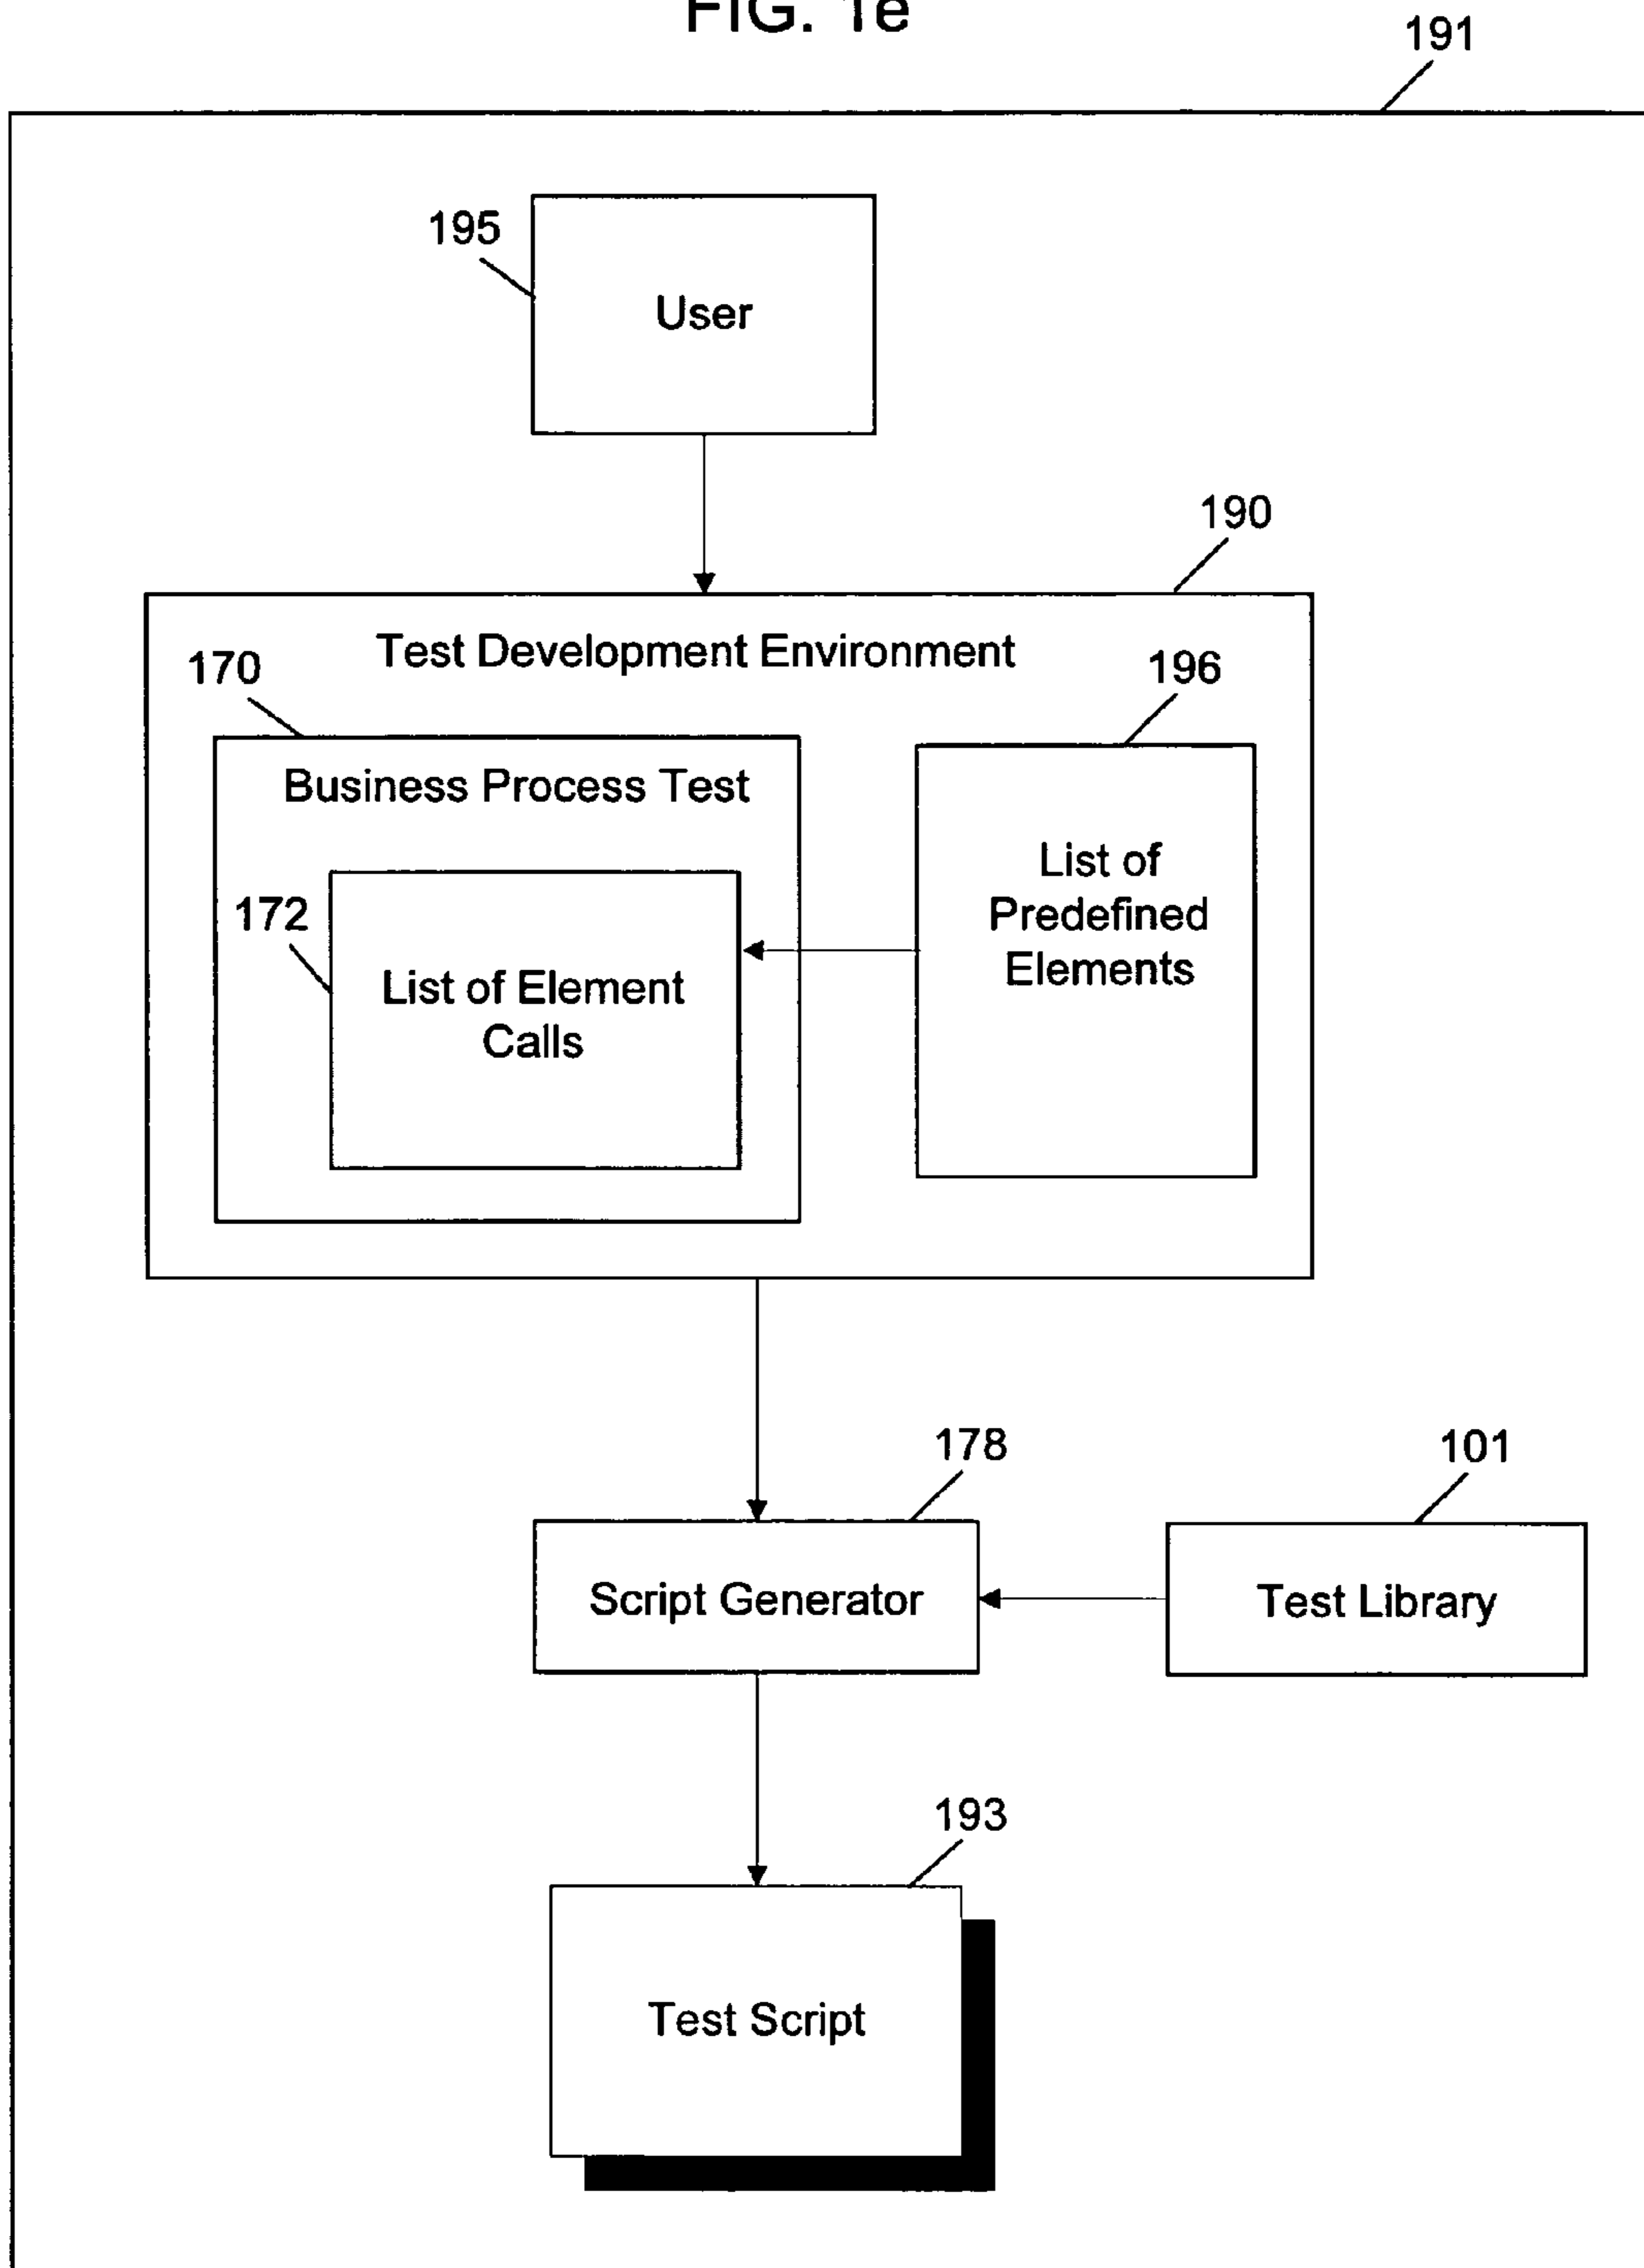 FIG. 1e
191
195
User
190
Test Development Environment
170
196
Business Process Test
List of
Predefined
Elements
172
List of Element
Calls
178
101
Script Generator
Test Library
193
Test Script